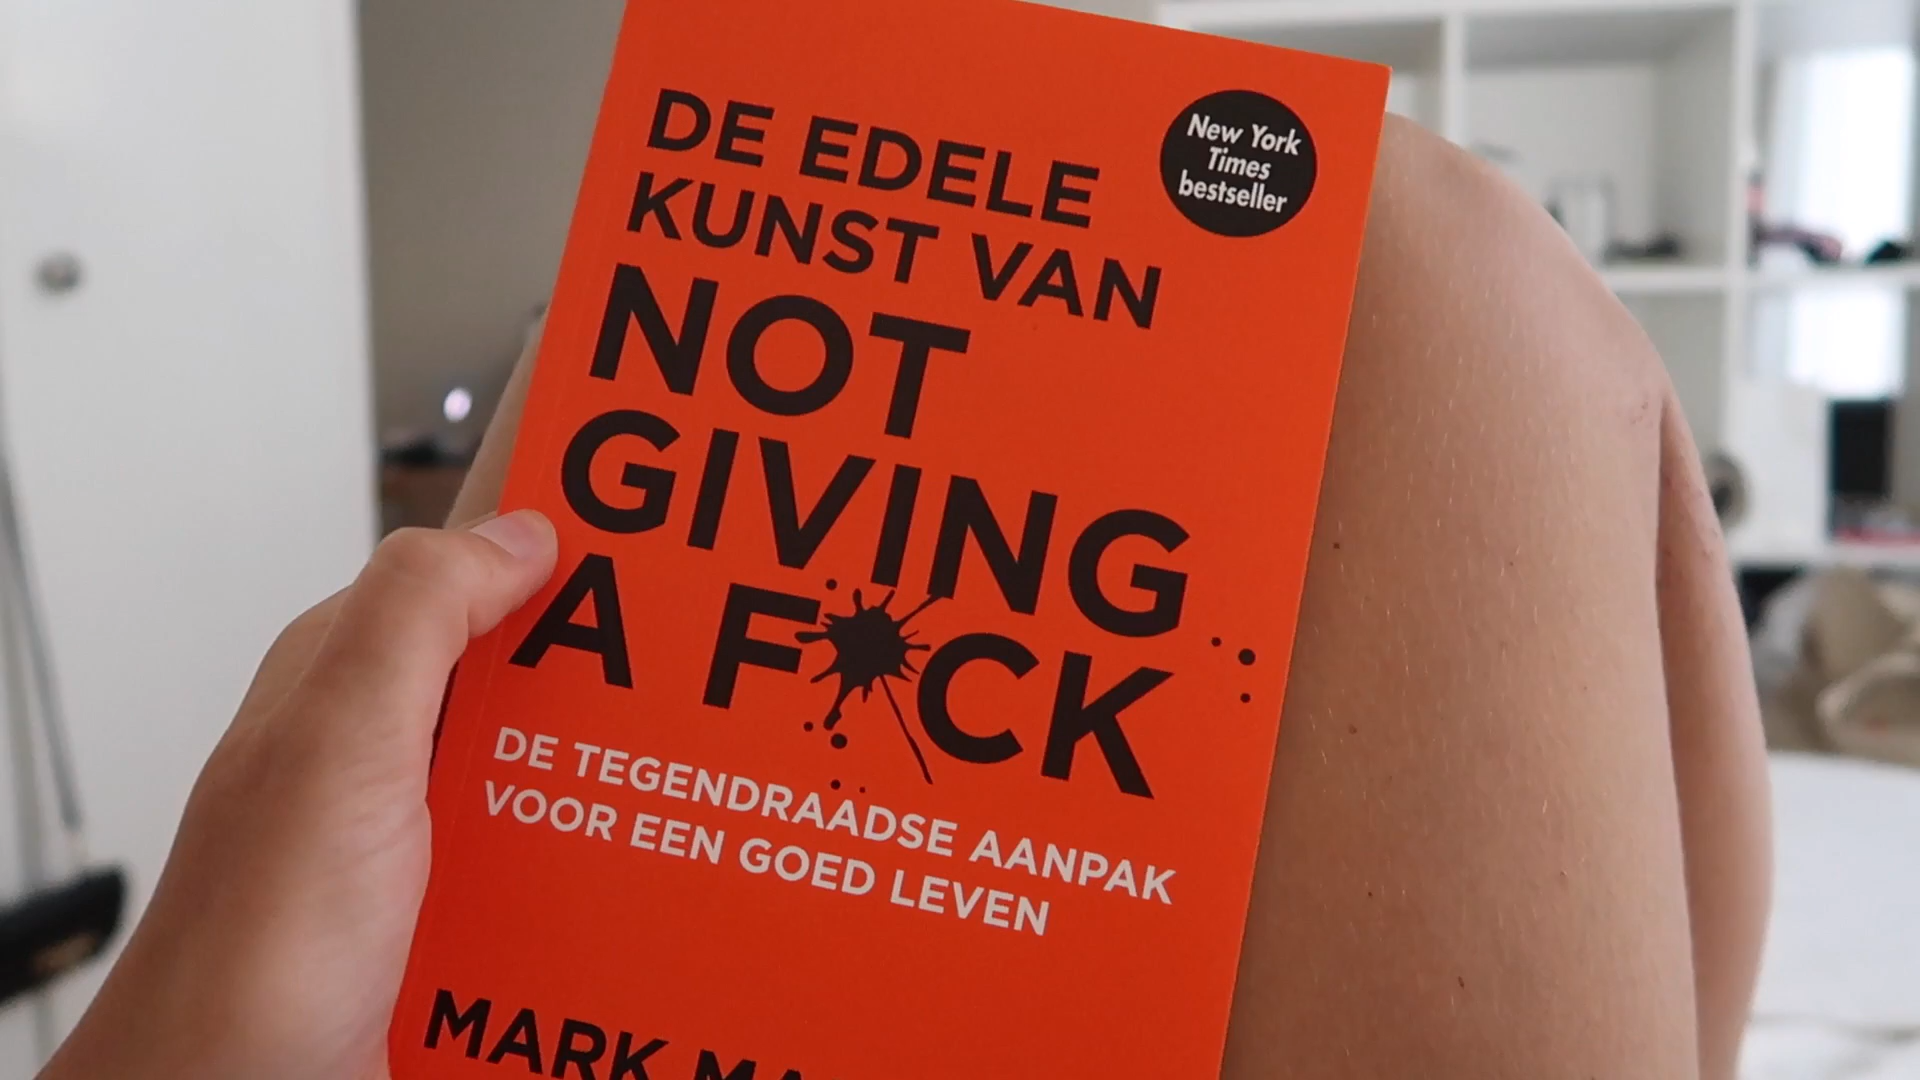 DE EDELE
KUNST VAN
NOT
GIVING
A F*CK
New York
Times
bestseller
DE TEGENDRAADSE AANPAK
VOOR EEN GOED LEVEN
MARK